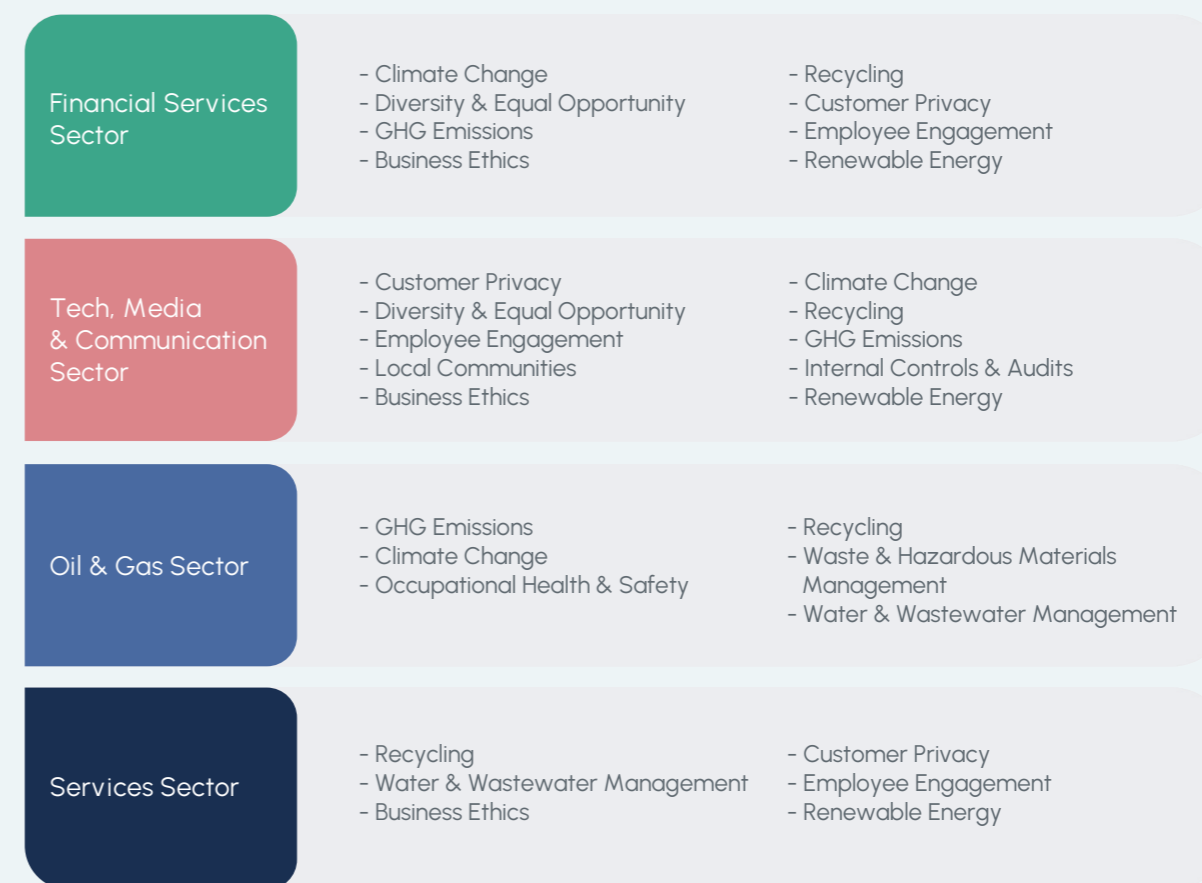 Financial Services
Sector
- Climate Change
- Diversity & Equal Opportunity
- GHG Emissions
- Business Ethics
- Recycling
- Customer Privacy
- Employee Engagement
- Renewable Energy
Tech, Media
& Communication
Sector
- Customer Privacy
- Diversity & Equal Opportunity
- Employee Engagement
- Local Communities
- Business Ethics
- Climate Change
- Recycling
- GHG Emissions
- Internal Controls & Audits
- Renewable Energy
Oil & Gas Sector
- GHG Emissions
- Climate Change
- Occupational Health & Safety
- Recycling
- Waste & Hazardous Materials
Management
- Water & Wastewater Management
Services Sector
- Recycling
- Water & Wastewater Management
- Business Ethics
- Customer Privacy
- Employee Engagement
- Renewable Energy